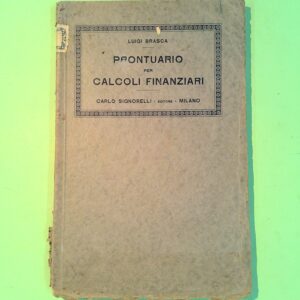 LUIGI BRASCA
PRONTUARIO
PER
CALCOLI FINANZIARI
CARLO SIGNORELLI - EDITORE - MILANO